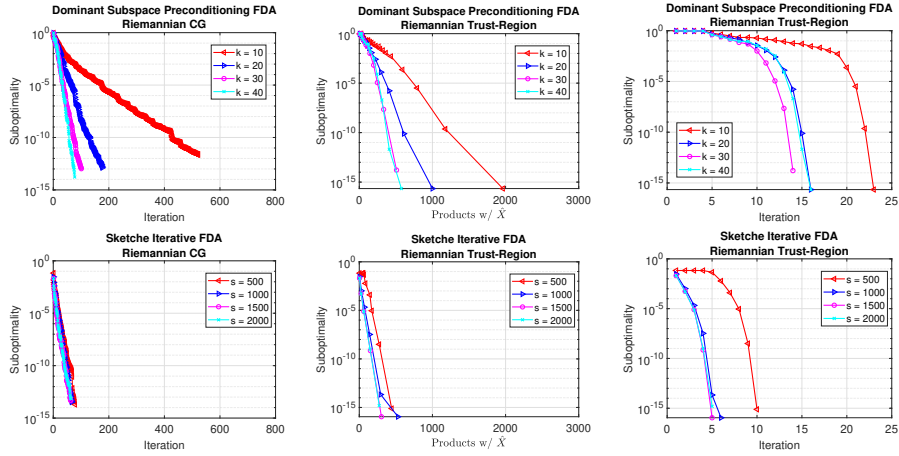 Dominant Subspace Preconditioning FDA
Riemannian CG
10^0
10^-5
10^-10
10^-15
Suboptimality
0 100 200 300 400 500 600 700 800
Iteration
k = 10
k = 20
k = 30
k = 40
Dominant Subspace Preconditioning FDA
Riemannian Trust-Region
10^0
10^-5
10^-10
10^-15
Suboptimality
0 1000 2000 3000
Products w/ X̂
k = 10
k = 20
k = 30
k = 40
Dominant Subspace Preconditioning FDA
Riemannian Trust-Region
10^0
10^-5
10^-10
10^-15
Suboptimality
0 5 10 15 20 25
Iteration
k = 10
k = 20
k = 30
k = 40
Sketche Iterative FDA
Riemannian CG
10^0
10^-5
10^-10
10^-15
Suboptimality
0 200 400 600 800
Iteration
s = 500
s = 1000
s = 1500
s = 2000
Sketche Iterative FDA
Riemannian Trust-Region
10^0
10^-5
10^-10
10^-15
Suboptimality
0 1000 2000 3000
Products w/ X̂
s = 500
s = 1000
s = 1500
s = 2000
Sketche Iterative FDA
Riemannian Trust-Region
10^0
10^-5
10^-10
10^-15
Suboptimality
0 5 10 15 20 25
Iteration
s = 500
s = 1000
s = 1500
s = 2000